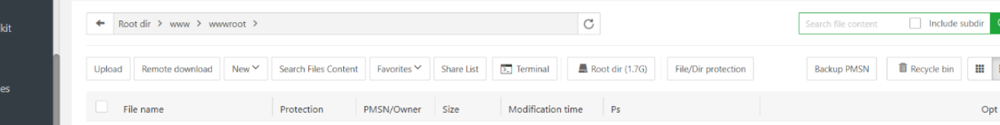 kit
Root dir > www > wwwroot >
Search file content Include subdir
Upload Remote download New Search Files Content Favorites Share List Terminal Root dir (1.7G) File/Dir protection Backup PMSN Recycle bin
es
File name Protection PMSN/Owner Size Modification time Ps Opt